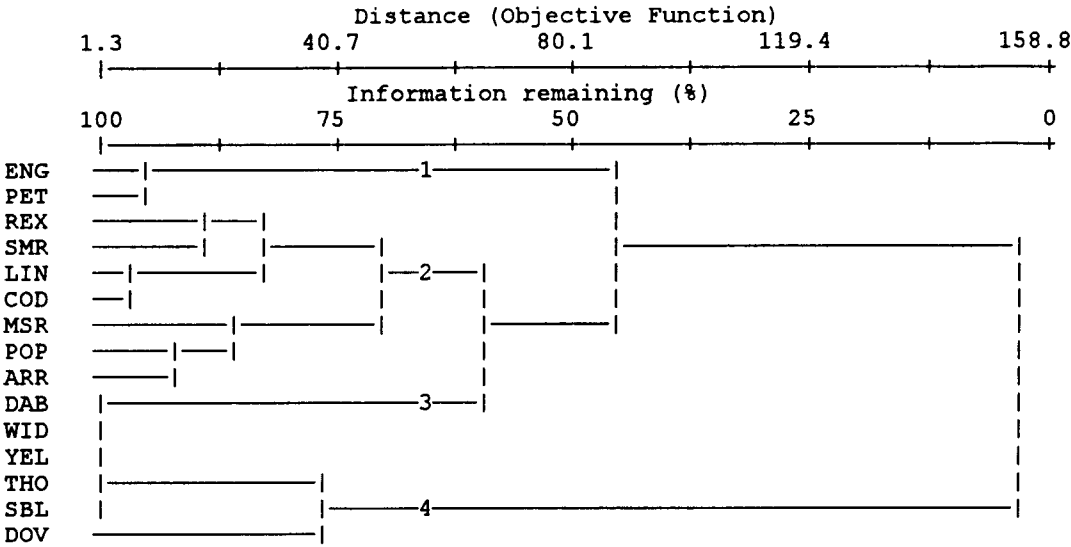 Distance (Objective Function)
1.3 40.7 80.1 119.4 158.8
Information remaining (%)
100 75 50 25 0
ENG 1
PET
REX
SMR
LIN 2
COD
MSR
POP
ARR
DAB 3
WID
YEL
THO
SBL 4
DOV